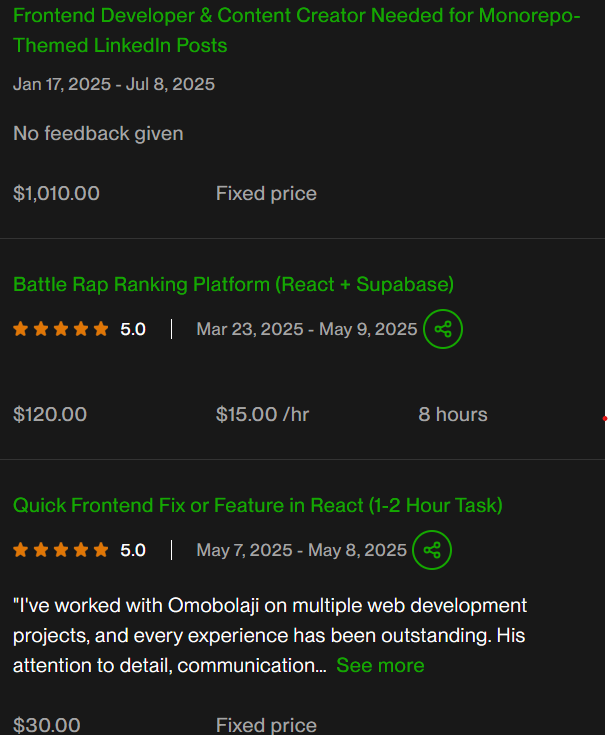 Frontend Developer & Content Creator Needed for Monorepo-
Themed LinkedIn Posts
Jan 17, 2025 - Jul 8, 2025
No feedback given
$1,010.00 Fixed price
Battle Rap Ranking Platform (React + Supabase)
5.0 | Mar 23, 2025 - May 9, 2025
$120.00 $15.00 /hr 8 hours
Quick Frontend Fix or Feature in React (1-2 Hour Task)
5.0 | May 7, 2025 - May 8, 2025
"I've worked with Omobolaji on multiple web development
projects, and every experience has been outstanding. His
attention to detail, communication... See more
$30.00 Fixed price